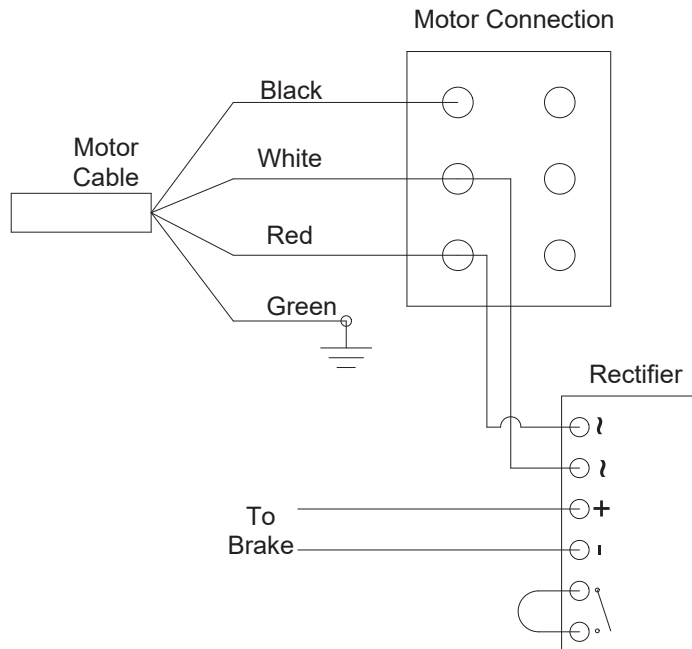 Motor Connection
Black
Motor
Cable
White
Red
Green
Rectifier
~
~
+
To
Brake
-